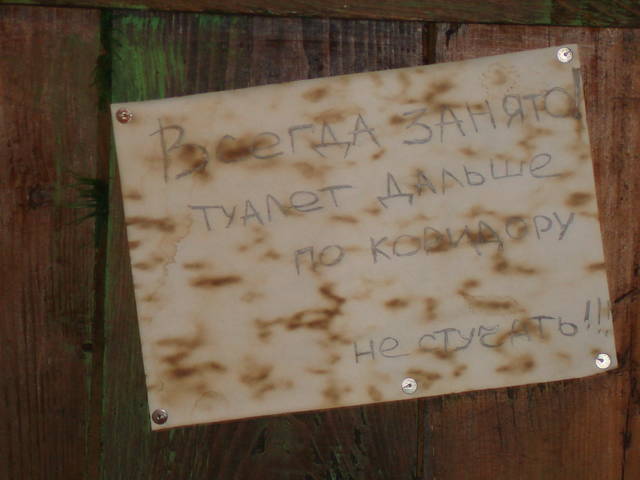 Всегда занято!
туалет дальше
по коридору
не стучать!!!